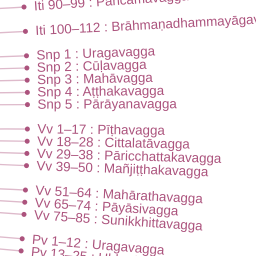 Iti 90–99 : Pañcamavagga
Iti 100–112 : Brāhmaṇadhammayāgava
Snp 1 : Uragavagga
Snp 2 : Cūḷavagga
Snp 3 : Mahāvagga
Snp 4 : Aṭṭhakavagga
Snp 5 : Pārāyanavagga
Vv 1–17 : Pīṭhavagga
Vv 18–28 : Cittalatāvagga
Vv 29–38 : Pāricchattakavagga
Vv 39–50 : Mañjiṭṭhakavagga
Vv 51–64 : Mahārathavagga
Vv 65–74 : Pāyāsivagga
Vv 75–85 : Sunikkhittavagga
Pv 1–12 : Uragavagga
Pv 13–25 :